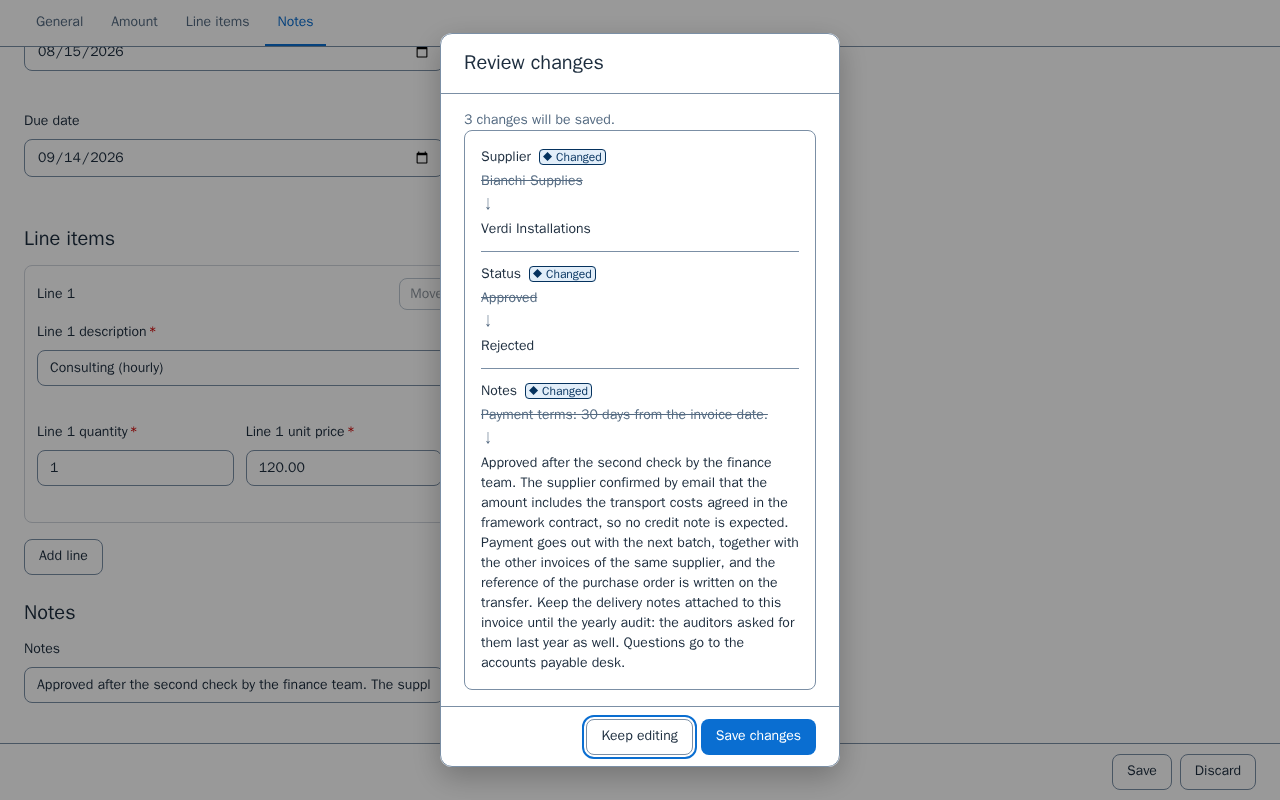 General Amount Line items Notes
08/15/2026
Due date
09/14/2026
Line items
Line 1
Move
Line 1 description *
Consulting (hourly)
Line 1 quantity * Line 1 unit price *
1 120.00
Add line
Notes
Notes
Approved after the second check by the finance team. The suppl
Save Discard
Review changes
3 changes will be saved.
Supplier ◆ Changed
Bianchi Supplies
↓
Verdi Installations
Status ◆ Changed
Approved
↓
Rejected
Notes ◆ Changed
Payment terms: 30 days from the invoice date.
↓
Approved after the second check by the finance
team. The supplier confirmed by email that the
amount includes the transport costs agreed in the
framework contract, so no credit note is expected.
Payment goes out with the next batch, together with
the other invoices of the same supplier, and the
reference of the purchase order is written on the
transfer. Keep the delivery notes attached to this
invoice until the yearly audit: the auditors asked for
them last year as well. Questions go to the
accounts payable desk.
Keep editing Save changes